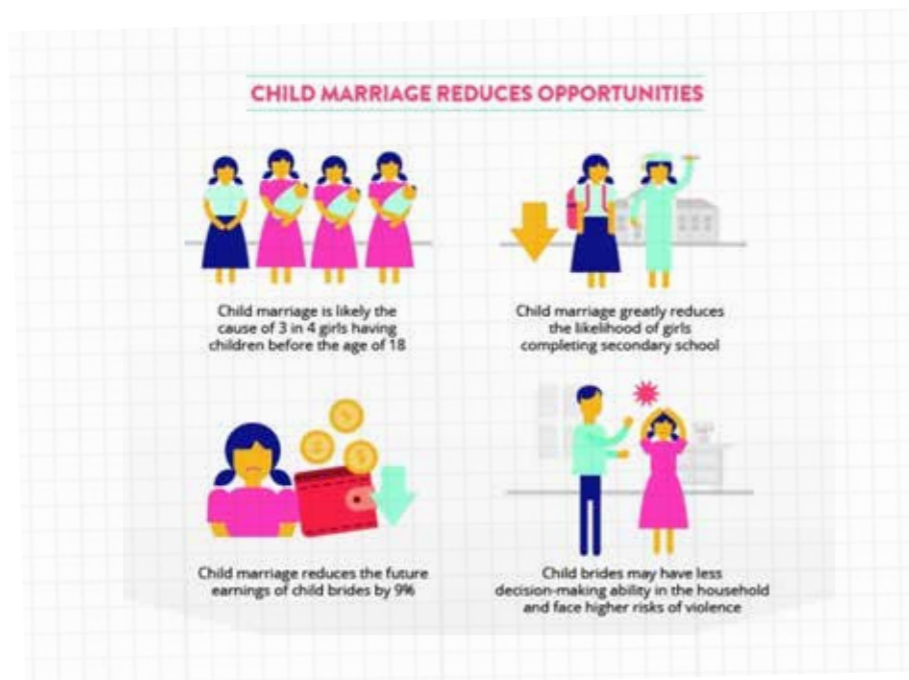 CHILD MARRIAGE REDUCES OPPORTUNITIES
Child marriage is likely the
cause of 3 in 4 girls having
children before the age of 18
Child marriage greatly reduces
the likelihood of girls
completing secondary school
Child marriage reduces the future
earnings of child brides by 9%
Child brides may have less
decision-making ability in the household
and face higher risks of violence